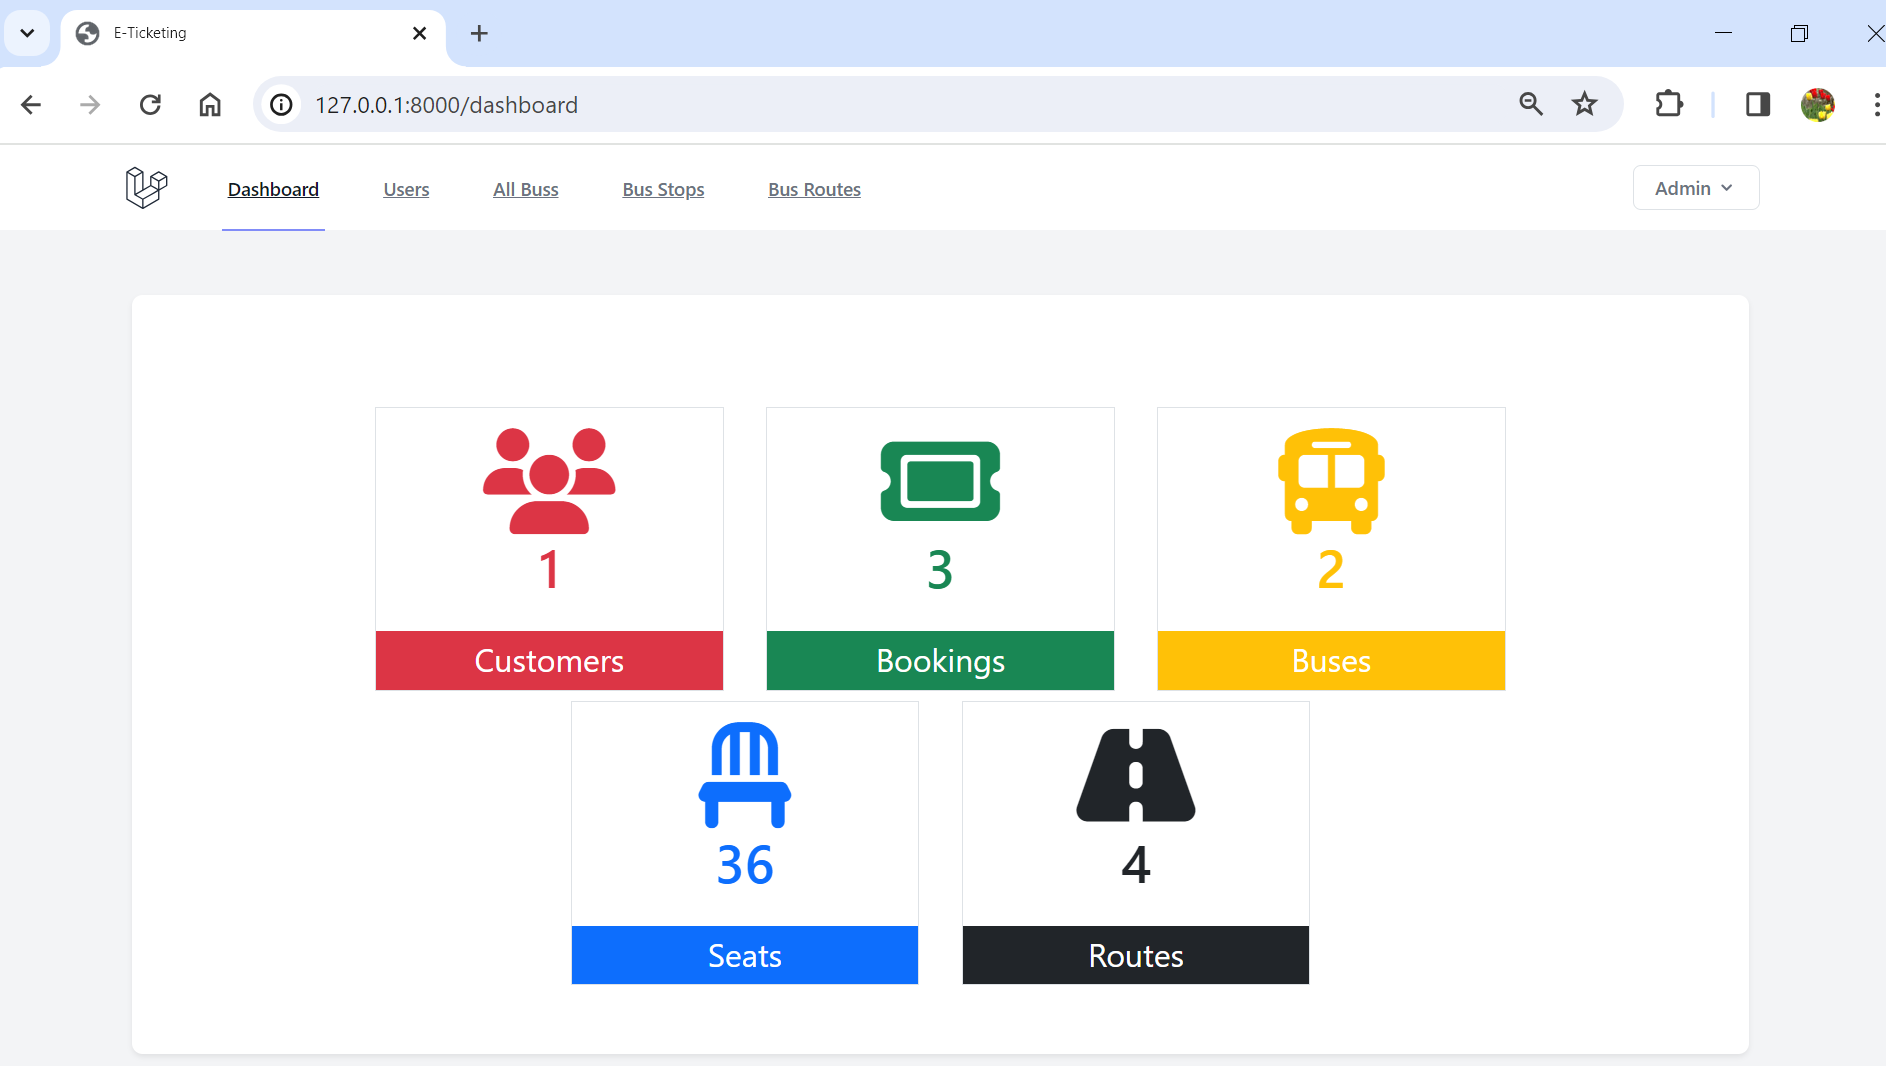 E-Ticketing
127.0.0.1:8000/dashboard
Dashboard Users All Buss Bus Stops Bus Routes Admin
1 3 2
Customers Bookings Buses
36 4
Seats Routes